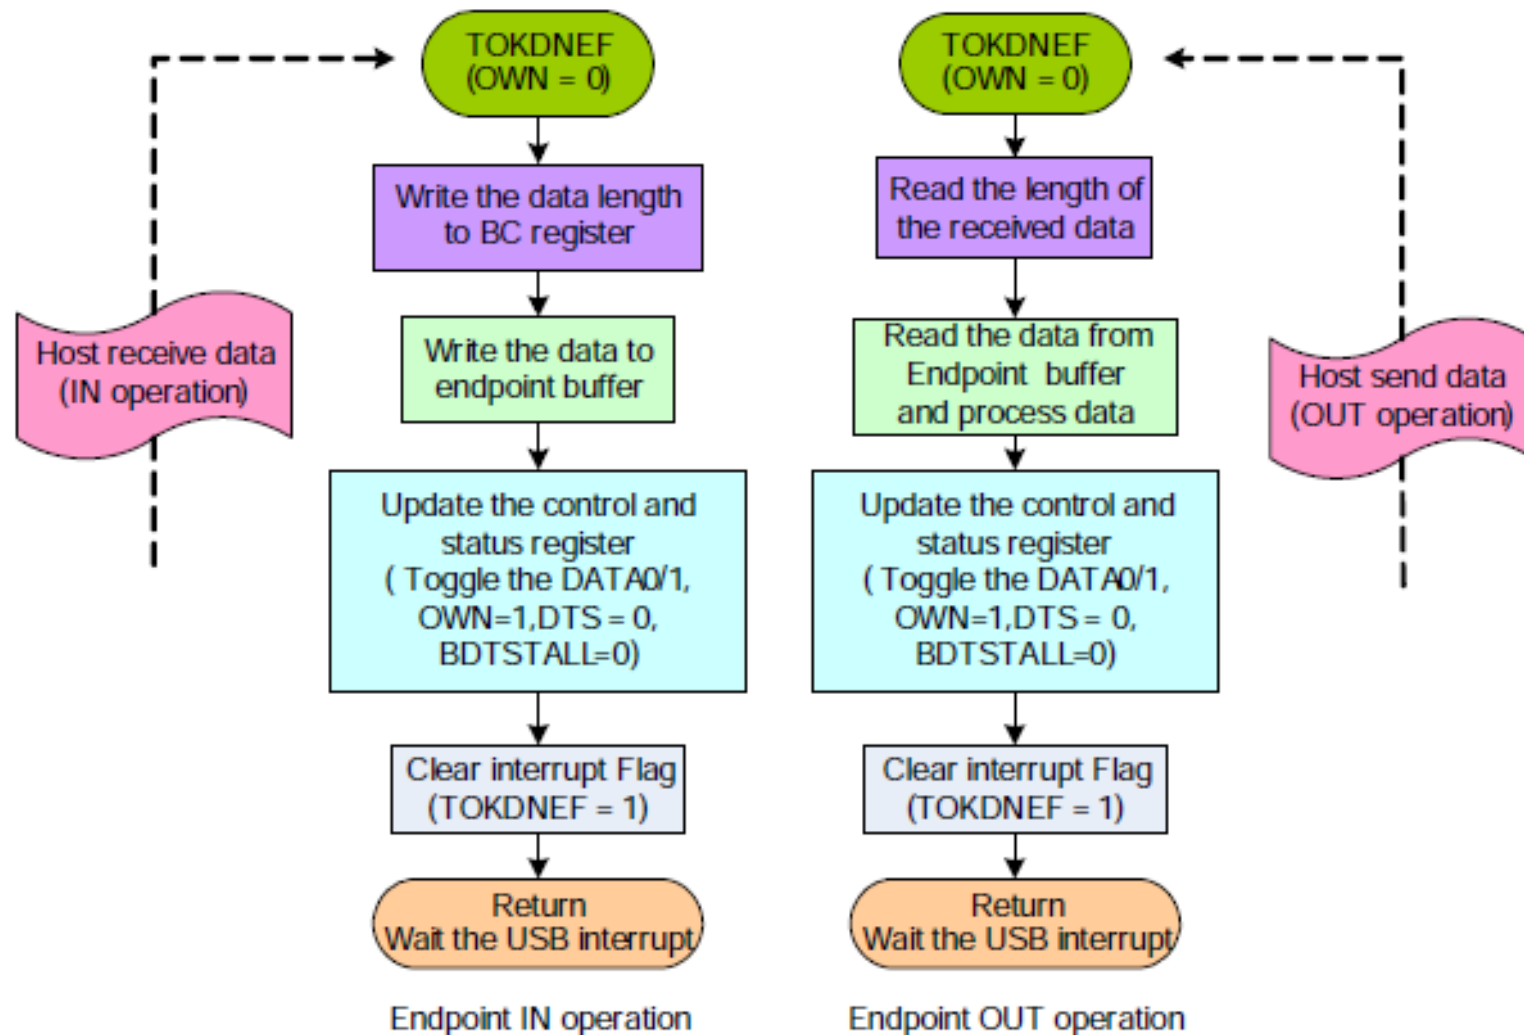 TOKDNEF
(OWN = 0)
Write the data length
to BC register
Write the data to
endpoint buffer
Host receive data
(IN operation)
Update the control and
status register
( Toggle the DATA0/1,
OWN=1,DTS = 0,
BDTSTALL=0)
Clear interrupt Flag
(TOKDNEF = 1)
Return
Wait the USB interrupt
Endpoint IN operation
TOKDNEF
(OWN = 0)
Read the length of
the received data
Read the data from
Endpoint buffer
and process data
Host send data
(OUT operation)
Update the control and
status register
( Toggle the DATA0/1,
OWN=1,DTS = 0,
BDTSTALL=0)
Clear interrupt Flag
(TOKDNEF = 1)
Return
Wait the USB interrupt
Endpoint OUT operation